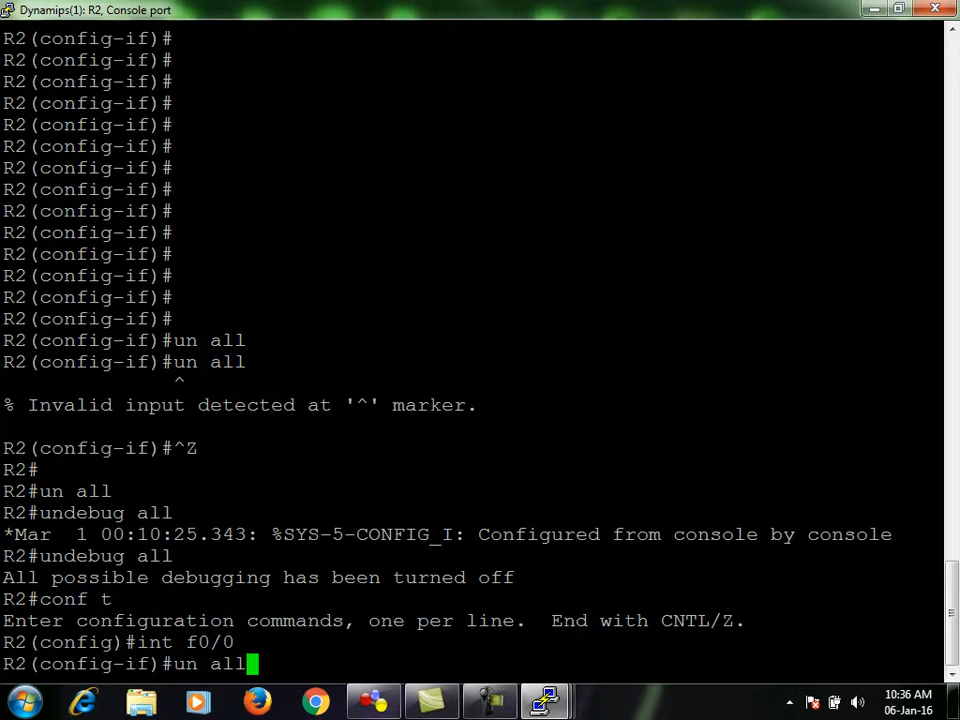 Dynamips(1): R2, Console port
R2(config-if)#
R2(config-if)#
R2(config-if)#
R2(config-if)#
R2(config-if)#
R2(config-if)#
R2(config-if)#
R2(config-if)#
R2(config-if)#
R2(config-if)#
R2(config-if)#
R2(config-if)#
R2(config-if)#
R2(config-if)#
R2(config-if)#un all
R2(config-if)#un all
^
% Invalid input detected at '^' marker.
R2(config-if)#^Z
R2#
R2#un all
R2#undebug all
*Mar  1 00:10:25.343: %SYS-5-CONFIG_I: Configured from console by console
R2#undebug all
All possible debugging has been turned off
R2#conf t
Enter configuration commands, one per line.  End with CNTL/Z.
R2(config)#int f0/0
R2(config-if)#un all
10:36 AM
06-Jan-16